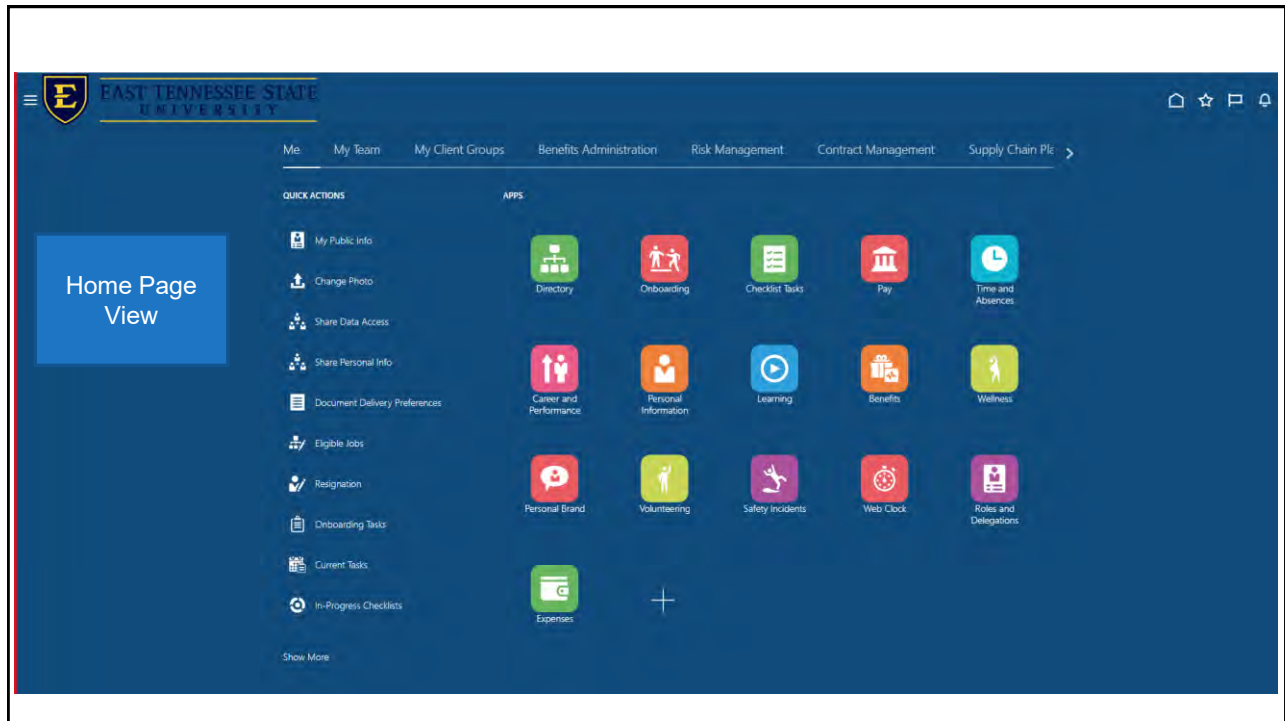 E
EAST TENNESSEE STATE
UNIVERSITY
Me My Team My Client Groups Benefits Administration Risk Management Contract Management Supply Chain Pla
QUICK ACTIONS
APPS
Home Page
View
My Public Info
Change Photo
Share Data Access
Share Personal Info
Document Delivery Preferences
Eligible Jobs
Resignation
Onboarding Tasks
Current Tasks
In-Progress Checklists
Show More
Directory
Onboarding
Checklist Tasks
Pay
Time and
Absences
Career and
Performance
Personal
Information
Learning
Benefits
Wellness
Personal Brand
Volunteering
Safety Incidents
Web Clock
Roles and
Delegations
Expenses